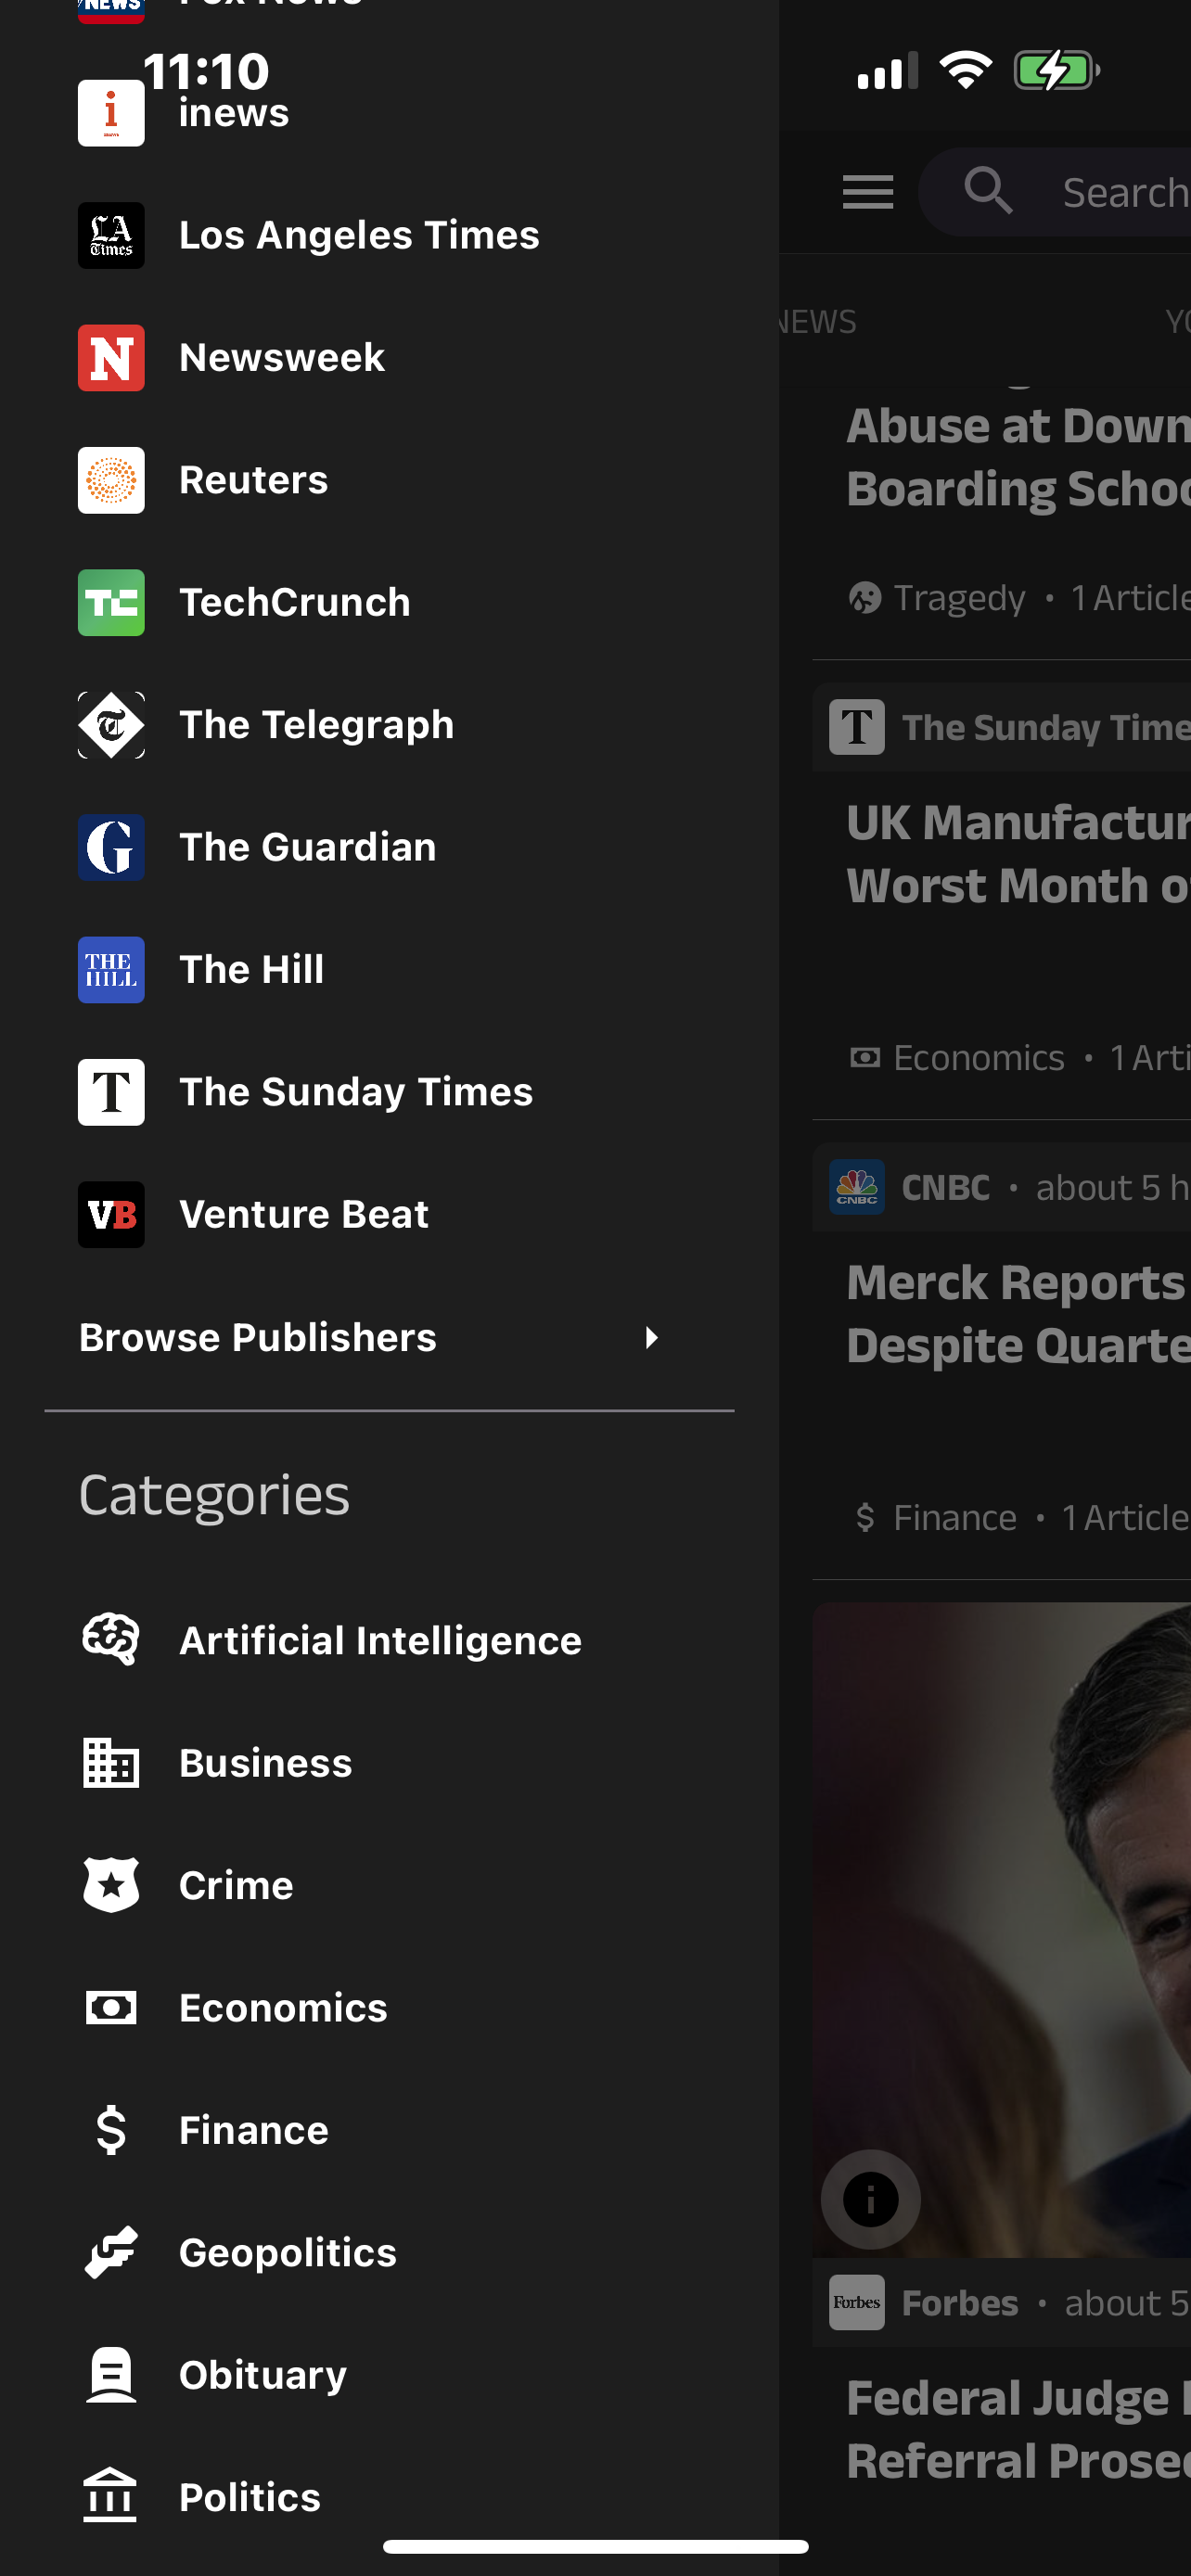 Fox News
11:10
inews
Los Angeles Times
Newsweek
Reuters
TechCrunch
The Telegraph
The Guardian
The Hill
The Sunday Times
Venture Beat
Browse Publishers
Categories
Artificial Intelligence
Business
Crime
Economics
Finance
Geopolitics
Obituary
Politics
Search
NEWS
Abuse at Down
Boarding Schoo
Tragedy • 1 Article
The Sunday Time
UK Manufactur
Worst Month o
Economics • 1 Arti
CNBC • about 5 h
Merck Reports
Despite Quarte
Finance • 1 Article
Forbes • about 5
Federal Judge
Referral Prosec